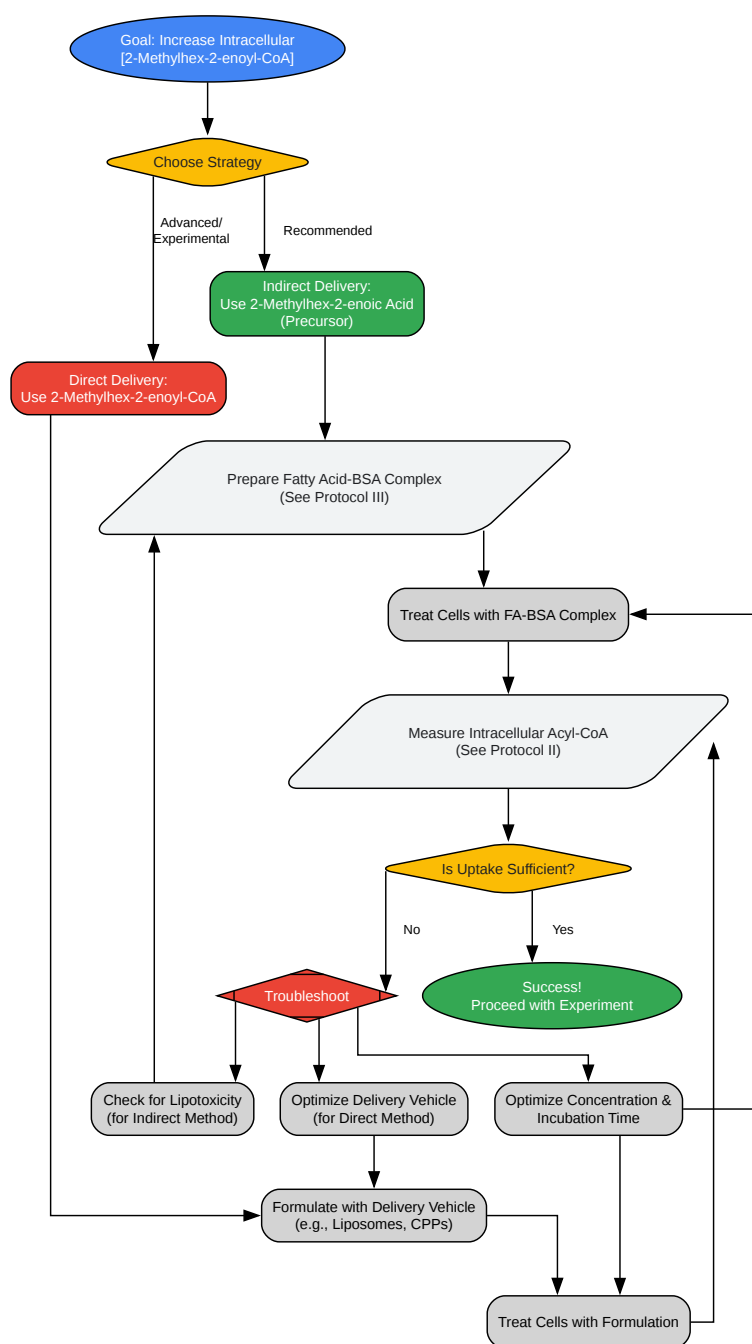 Goal: Increase Intracellular
[2-Methylhex-2-enoyl-CoA]
Choose Strategy
Advanced/
Experimental
Recommended
Indirect Delivery:
Use 2-Methylhex-2-enoic Acid
(Precursor)
Direct Delivery:
Use 2-Methylhex-2-enoyl-CoA
Prepare Fatty Acid-BSA Complex
(See Protocol III)
Treat Cells with FA-BSA Complex
Measure Intracellular Acyl-CoA
(See Protocol II)
Is Uptake Sufficient?
No
Yes
Troubleshoot
Success!
Proceed with Experiment
Check for Lipotoxicity
(for Indirect Method)
Optimize Delivery Vehicle
(for Direct Method)
Optimize Concentration &
Incubation Time
Formulate with Delivery Vehicle
(e.g., Liposomes, CPPs)
Treat Cells with Formulation